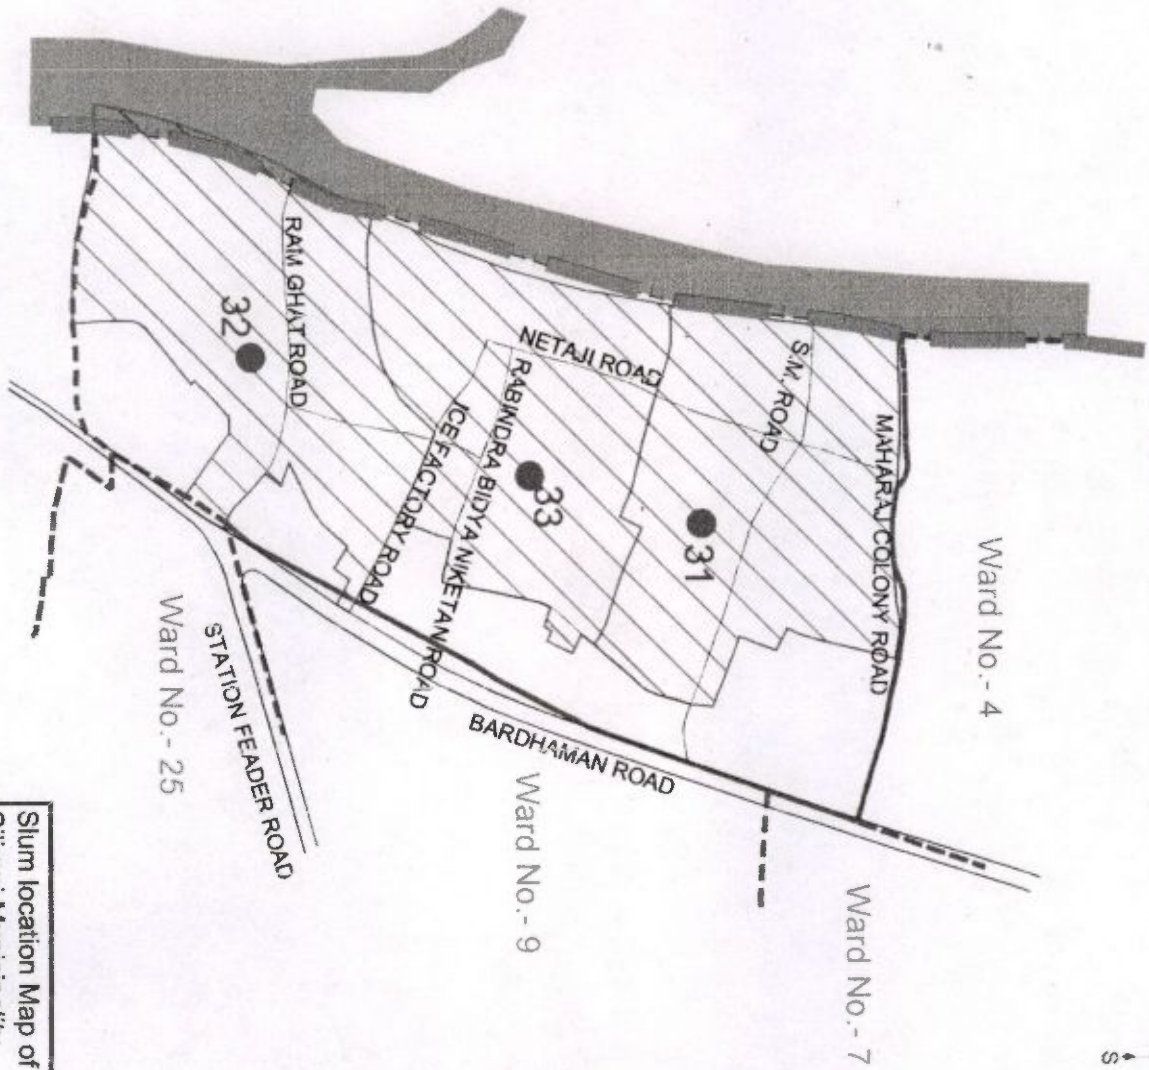 RAM GHAT ROAD
32
NETAJI ROAD
S.M. ROAD
MAHARAJ COLONY ROAD
ICE FACTORY ROAD
RABINDRA BIDYA NIKETAN ROAD
33
31
Ward No.- 4
BARDHAMAN ROAD
STATION FEADER ROAD
Ward No.- 25
Ward No.- 9
Ward No.- 7
S
Slum location Map of